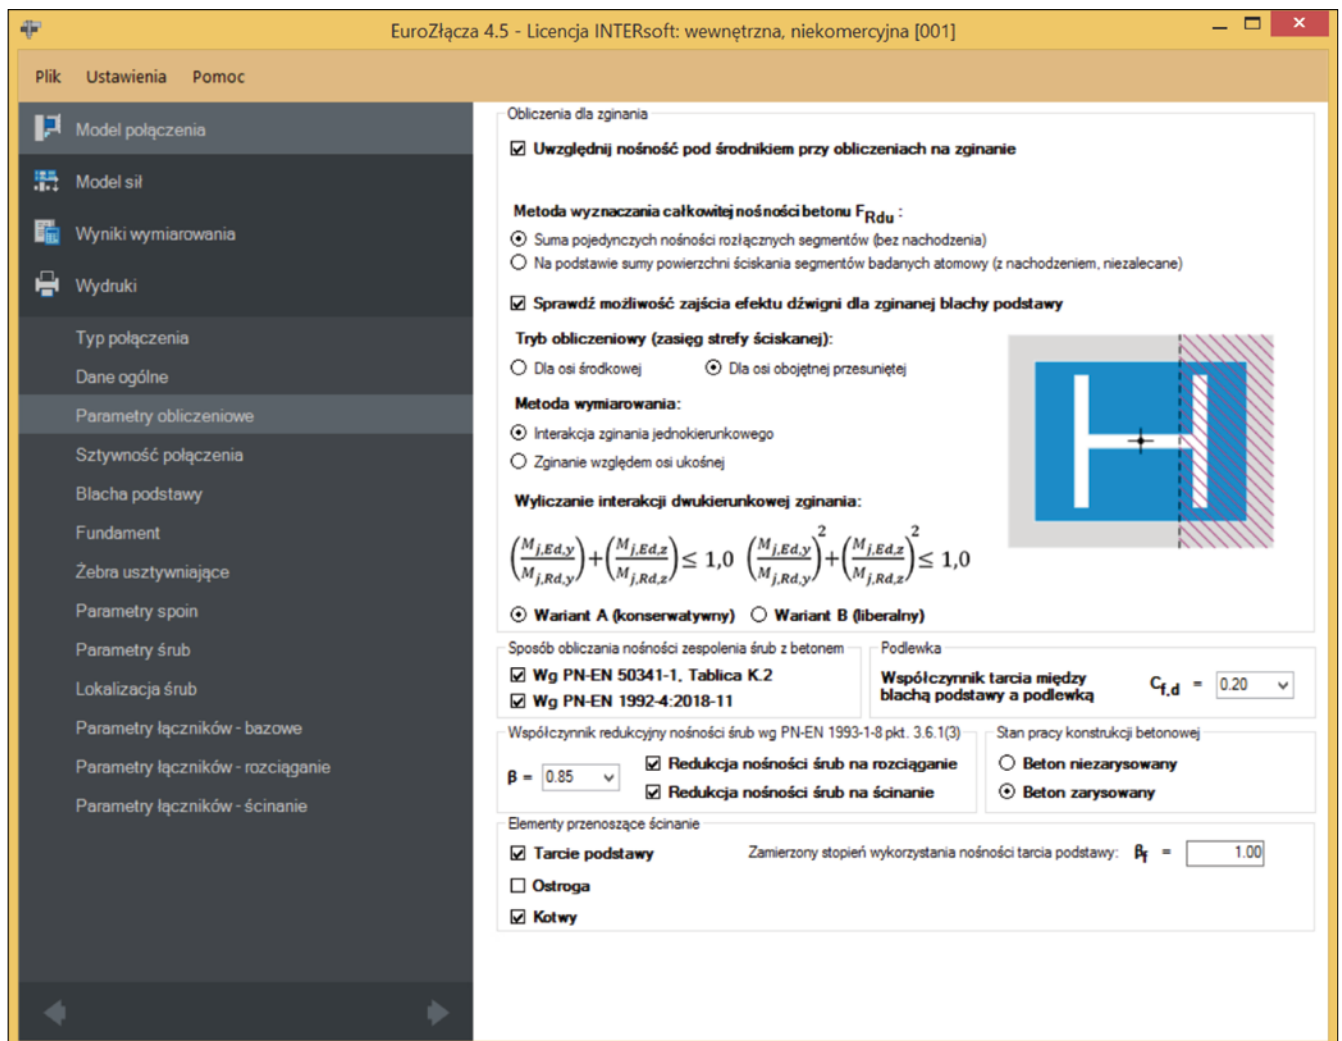 EuroZłącza 4.5 - Licencja INTERsoft: wewnętrzna, niekomercyjna [001]
Plik Ustawienia Pomoc
Model połączenia
Model sił
Wyniki wymiarowania
Wydruki
Typ połączenia
Dane ogólne
Parametry obliczeniowe
Sztywność połączenia
Blacha podstawy
Fundament
Żebra usztywniające
Parametry spoin
Parametry śrub
Lokalizacja śrub
Parametry łączników - bazowe
Parametry łączników - rozciąganie
Parametry łączników - ścinanie
Obliczenia dla zginania
Uwzględnij nośność pod środnikiem przy obliczeniach na zginanie
Metoda wyznaczania całkowitej nośności betonu F_Rdu :
Suma pojedynczych nośności rozłącznych segmentów (bez nachodzenia)
Na podstawie sumy powierzchni ściskania segmentów badanych atomowy (z nachodzeniem, niezalecane)
Sprawdź możliwość zajścia efektu dźwigni dla zginanej blachy podstawy
Tryb obliczeniowy (zasięg strefy ściskanej):
Dla osi środkowej Dla osi obojętnej przesuniętej
Metoda wymiarowania:
Interakcja zginania jednokierunkowego
Zginanie względem osi ukośnej
Wyliczanie interakcji dwukierunkowej zginania:
(M_j,Ed,y/M_j,Rd,y)+(M_j,Ed,z/M_j,Rd,z)≤ 1,0 (M_j,Ed,y/M_j,Rd,y)²+(M_j,Ed,z/M_j,Rd,z)²≤ 1,0
Wariant A (konserwatywny) Wariant B (liberalny)
Sposób obliczania nośności zespolenia śrub z betonem
Wg PN-EN 50341-1, Tablica K.2
Wg PN-EN 1992-4:2018-11
Podlewka
Współczynnik tarcia między
blachą podstawy a podlewką
C_f,d = 0.20
Współczynnik redukcyjny nośności śrub wg PN-EN 1993-1-8 pkt. 3.6.1(3)
β = 0.85
Redukcja nośności śrub na rozciąganie
Redukcja nośności śrub na ścinanie
Stan pracy konstrukcji betonowej
Beton niezarysowany
Beton zarysowany
Elementy przenoszące ścinanie
Tarcie podstawy Zamierzony stopień wykorzystania nośności tarcia podstawy: β_f = 1.00
Ostroga
Kotwy